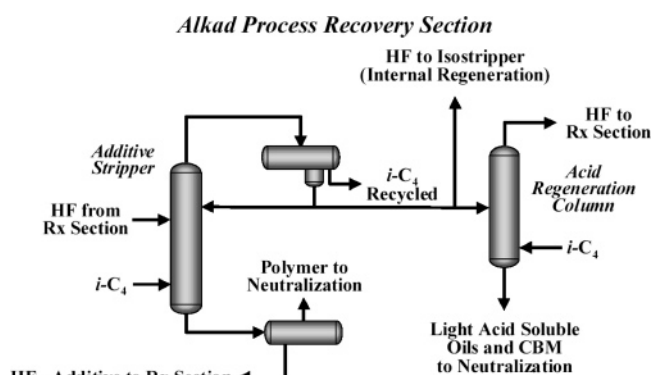 Alkad Process Recovery Section
HF to Isostripper
(Internal Regeneration)
HF to
Rx Section
Additive
Stripper
i-C4
Recycled
Acid
Regeneration
Column
HF from
Rx Section
i-C4
i-C4
Polymer to
Neutralization
Light Acid Soluble
Oils and CBM
to Neutralization
HF - Additive to Rx Section